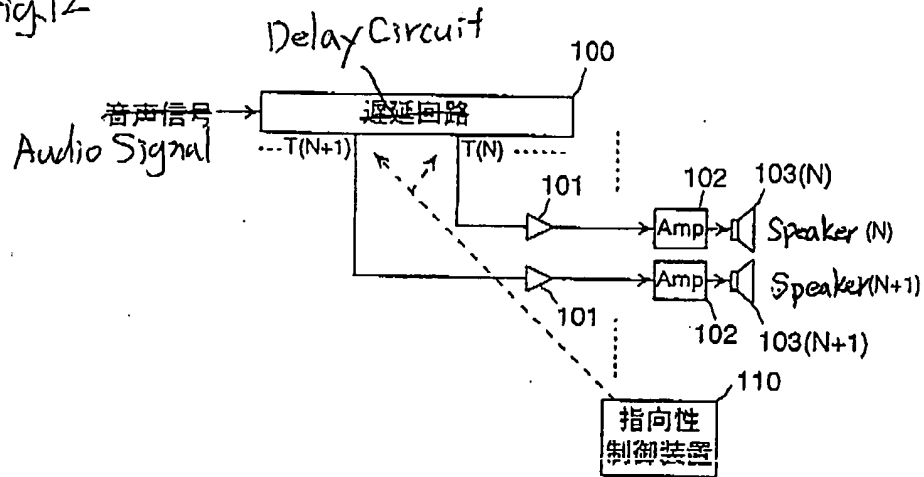 Fig.12
Delay Circuit
100
音声信号
遅延回路
Audio Signal
T(N+1)
T(N)
101
102
103(N)
Amp
Speaker (N)
Amp
Speaker(N+1)
101
102
103(N+1)
110
指向性
制御装置